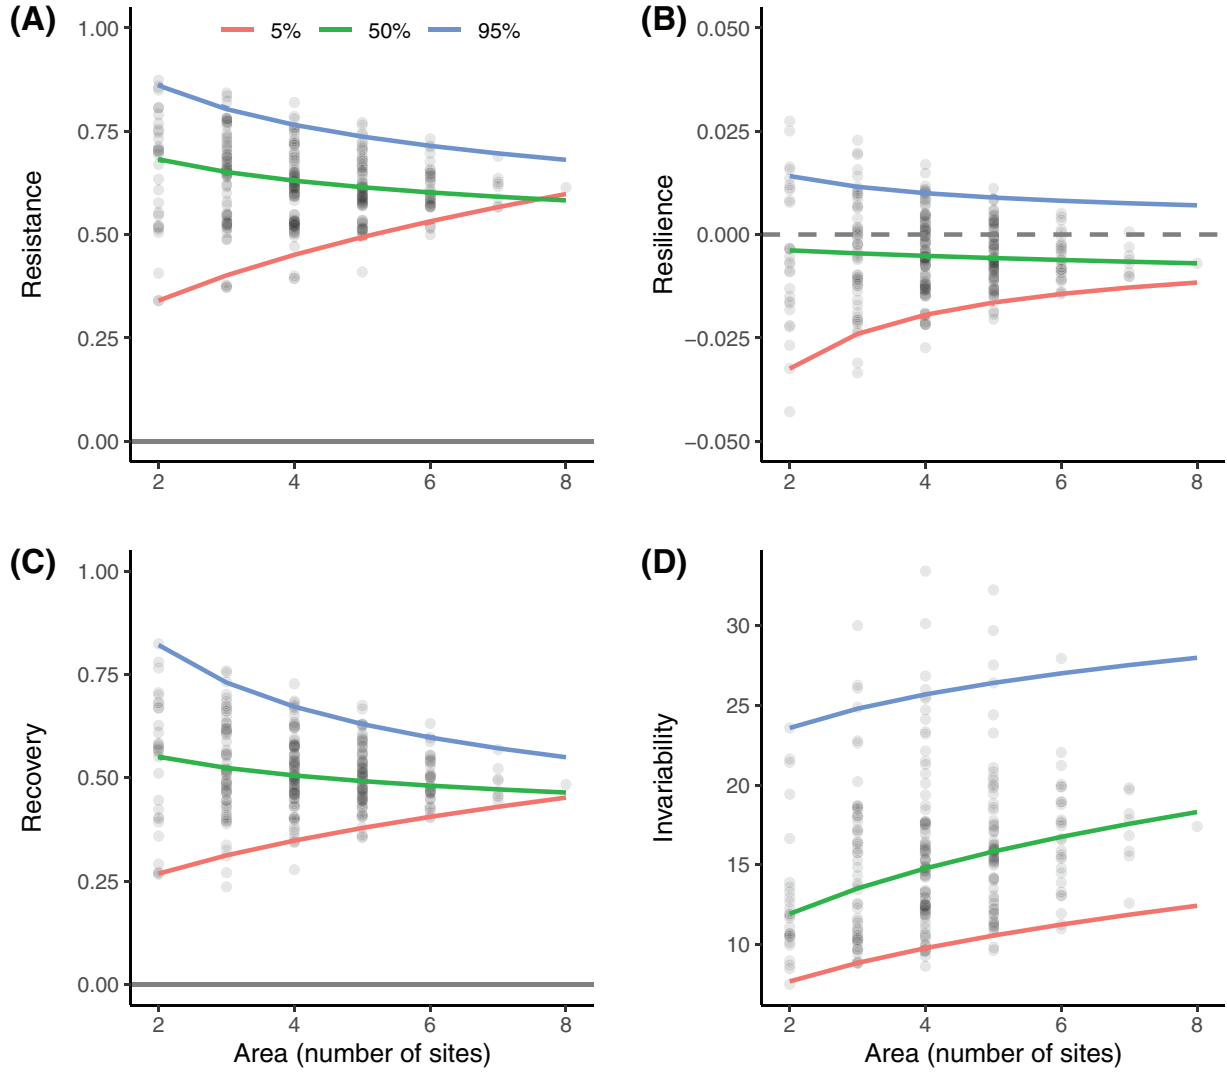 (A)
5% 50% 95%
1.00
0.75
0.50
0.25
0.00
Resistance
2 4 6 8
(B)
0.050
0.025
0.000
−0.025
−0.050
Resilience
2 4 6 8
(C)
1.00
0.75
0.50
0.25
0.00
Recovery
2 4 6 8
Area (number of sites)
(D)
30
25
20
15
10
Invariability
2 4 6 8
Area (number of sites)